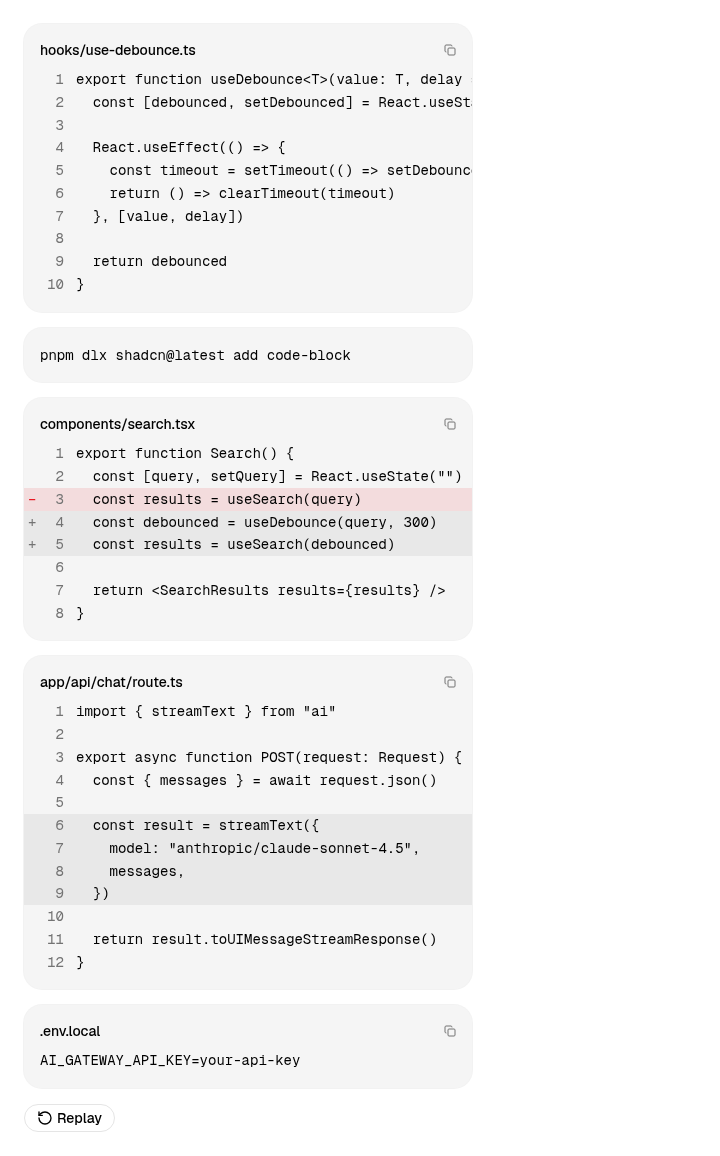 hooks/use-debounce.ts
1 export function useDebounce<T>(value: T, delay
2   const [debounced, setDebounced] = React.useSt
3
4   React.useEffect(() => {
5     const timeout = setTimeout(() => setDebounc
6     return () => clearTimeout(timeout)
7   }, [value, delay])
8
9   return debounced
10 }
pnpm dlx shadcn@latest add code-block
components/search.tsx
1 export function Search() {
2   const [query, setQuery] = React.useState("")
− 3   const results = useSearch(query)
+ 4   const debounced = useDebounce(query, 300)
+ 5   const results = useSearch(debounced)
6
7   return <SearchResults results={results} />
8 }
app/api/chat/route.ts
1 import { streamText } from "ai"
2
3 export async function POST(request: Request) {
4   const { messages } = await request.json()
5
6   const result = streamText({
7     model: "anthropic/claude-sonnet-4.5",
8     messages,
9   })
10
11   return result.toUIMessageStreamResponse()
12 }
.env.local
AI_GATEWAY_API_KEY=your-api-key
Replay